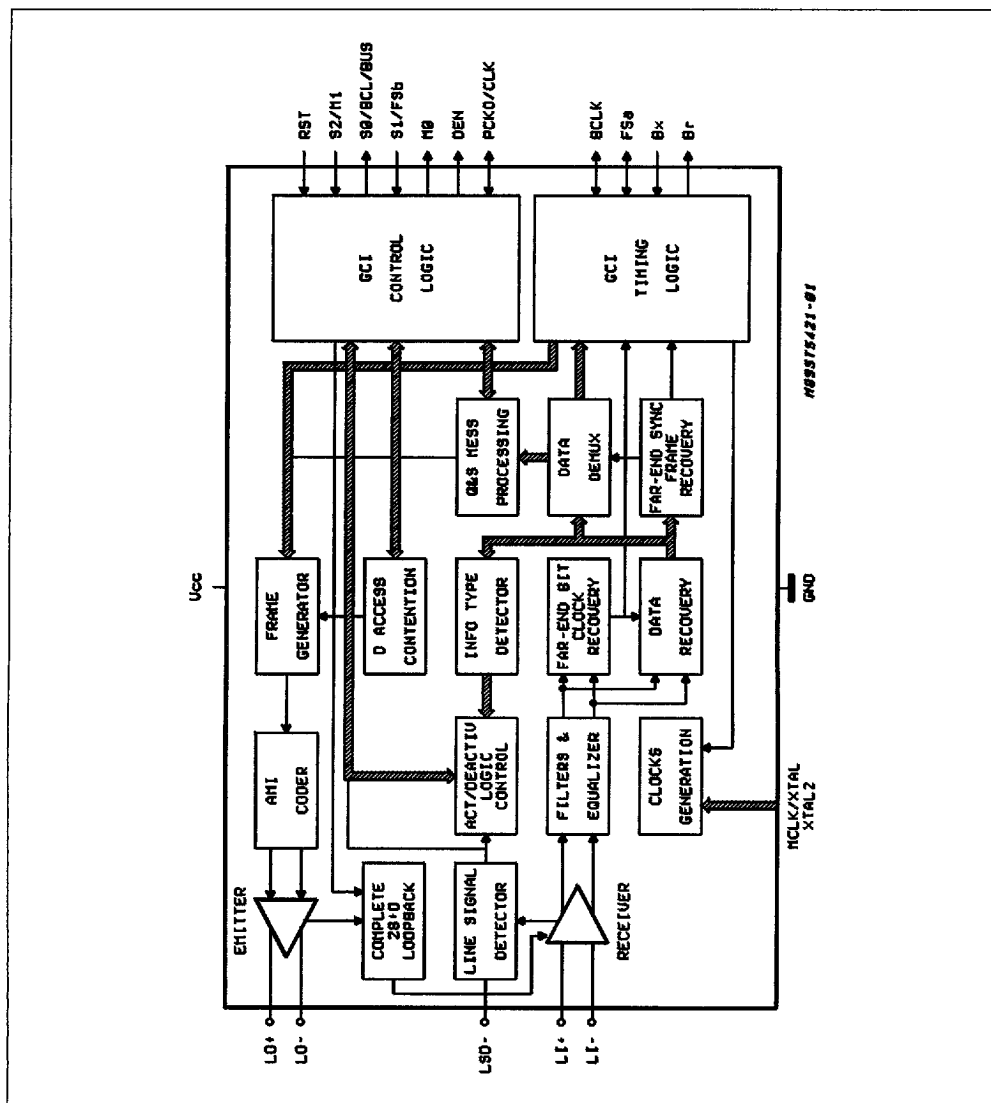 RST
S2/M1
S0/BCL/BUS
S1/FSb
M0
DEN
PCKO/CLK
BCLK
FSa
Bx
Br
GCI
CONTROL
LOGIC
GCI
TIMING
LOGIC
M89ST5421-01
Q&S MESS
PROCESSING
DATA
DEMUX
FAR-END SYNC
FRAME
RECOVERY
Vcc
FRAME
GENERATOR
D ACCESS
CONTENTION
INFO TYPE
DETECTOR
FAR-END BIT
CLOCK
RECOVERY
DATA
RECOVERY
GND
AMI
CODER
ACT/DEACTIV
LOGIC
CONTROL
FILTERS &
EQUALIZER
CLOCKS
GENERATION
MCLK/XTAL
XTAL2
EMITTER
COMPLETE
2B+D
LOOPBACK
LINE SIGNAL
DETECTOR
RECEIVER
LO+
LO-
LSD-
LI+
LI-